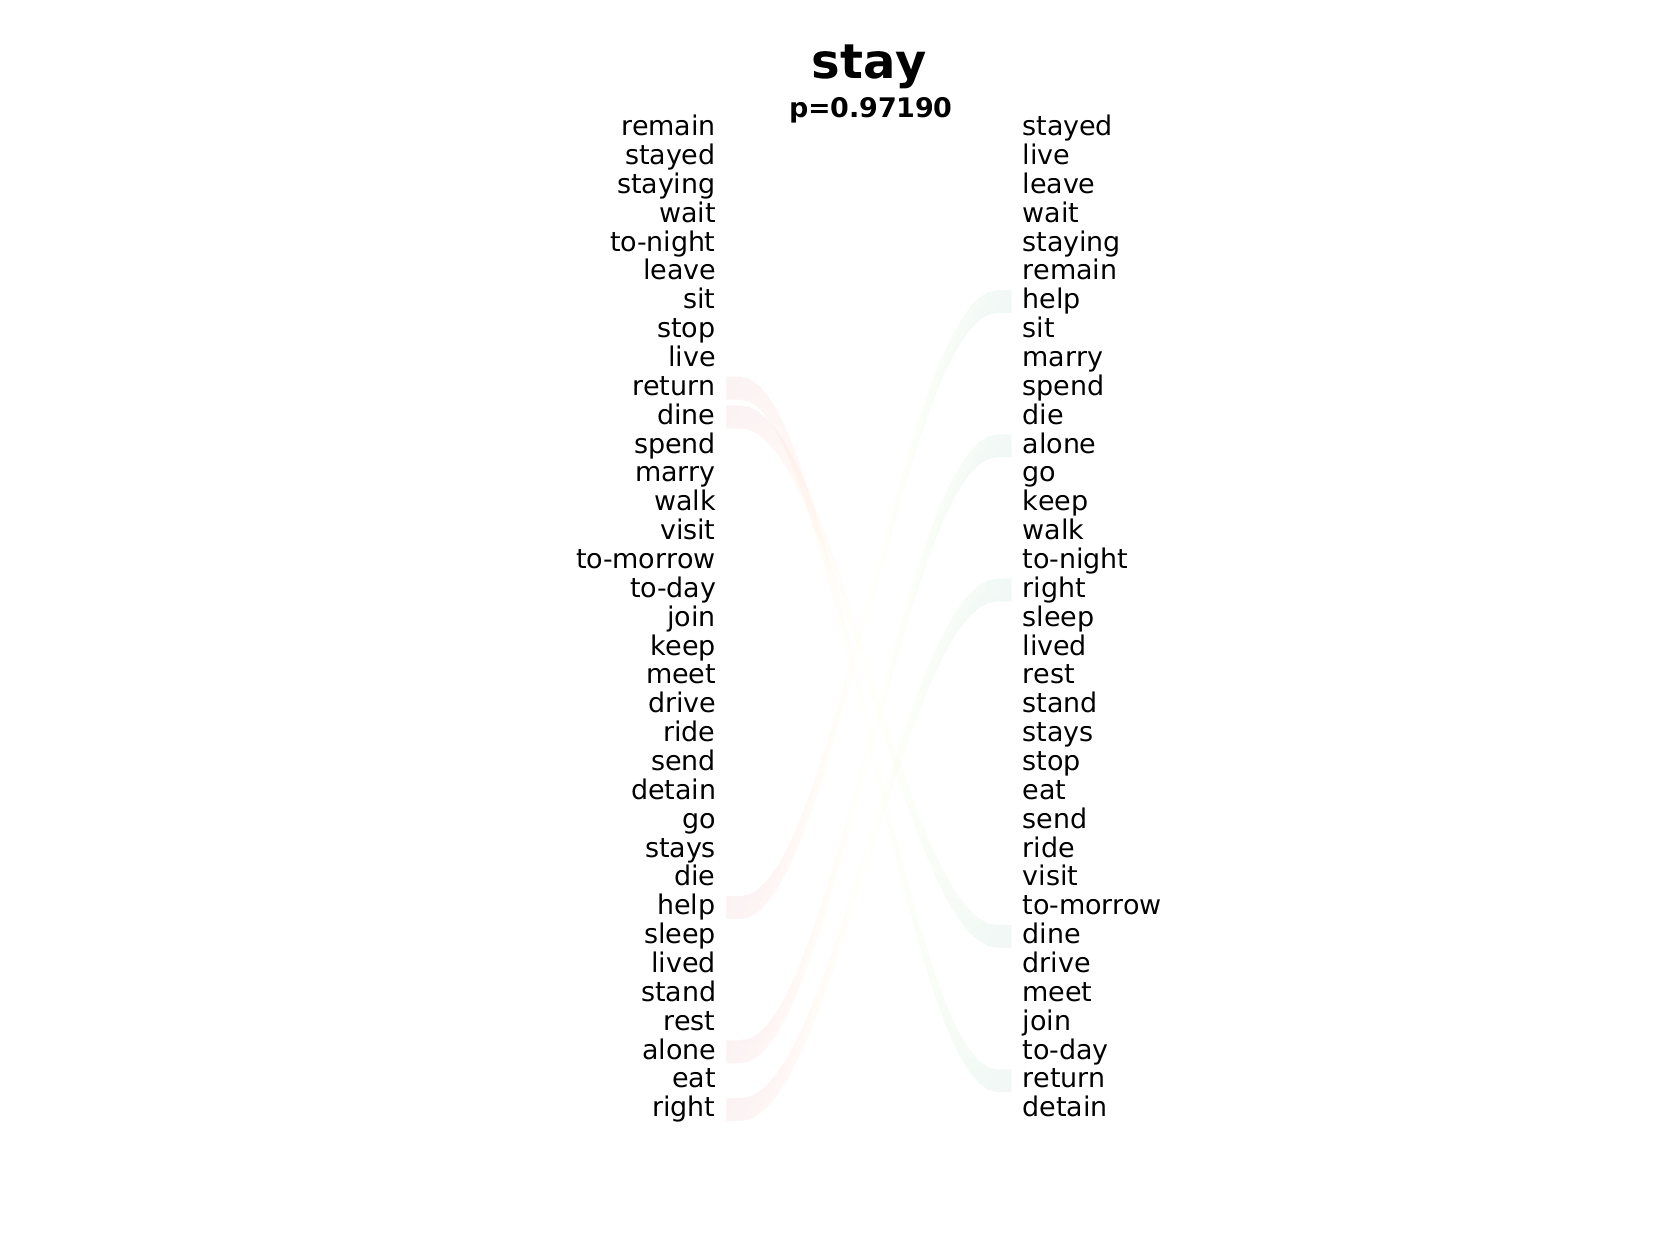 stay
p=0.97190
remain stayed
stayed live
staying leave
wait wait
to-night staying
leave remain
sit help
stop sit
live marry
return spend
dine die
spend alone
marry go
walk keep
visit walk
to-morrow to-night
to-day right
join sleep
keep lived
meet rest
drive stand
ride stays
send stop
detain eat
go send
stays ride
die visit
help to-morrow
sleep dine
lived drive
stand meet
rest join
alone to-day
eat return
right detain